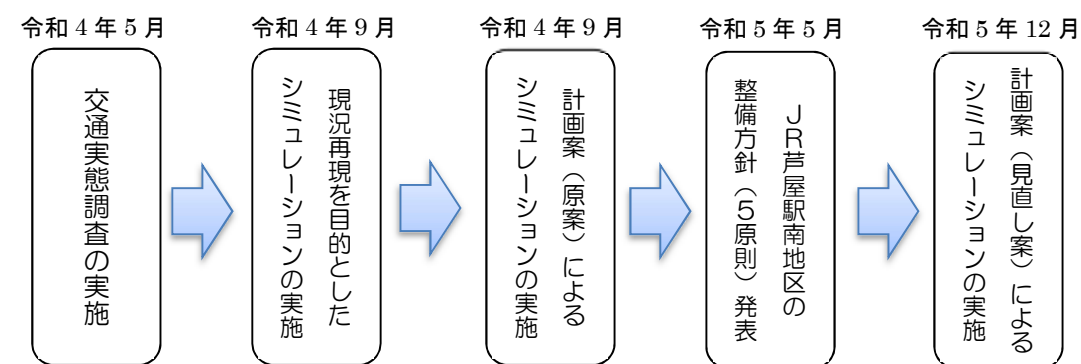 令和４年５月
交通実態調査の実施
令和４年９月
現況再現を目的とした
シミュレーションの実施
令和４年９月
計画案（原案）による
シミュレーションの実施
令和５年５月
ＪＲ芦屋駅南地区の
整備方針（５原則）発表
令和５年12月
計画案（見直し案）による
シミュレーションの実施